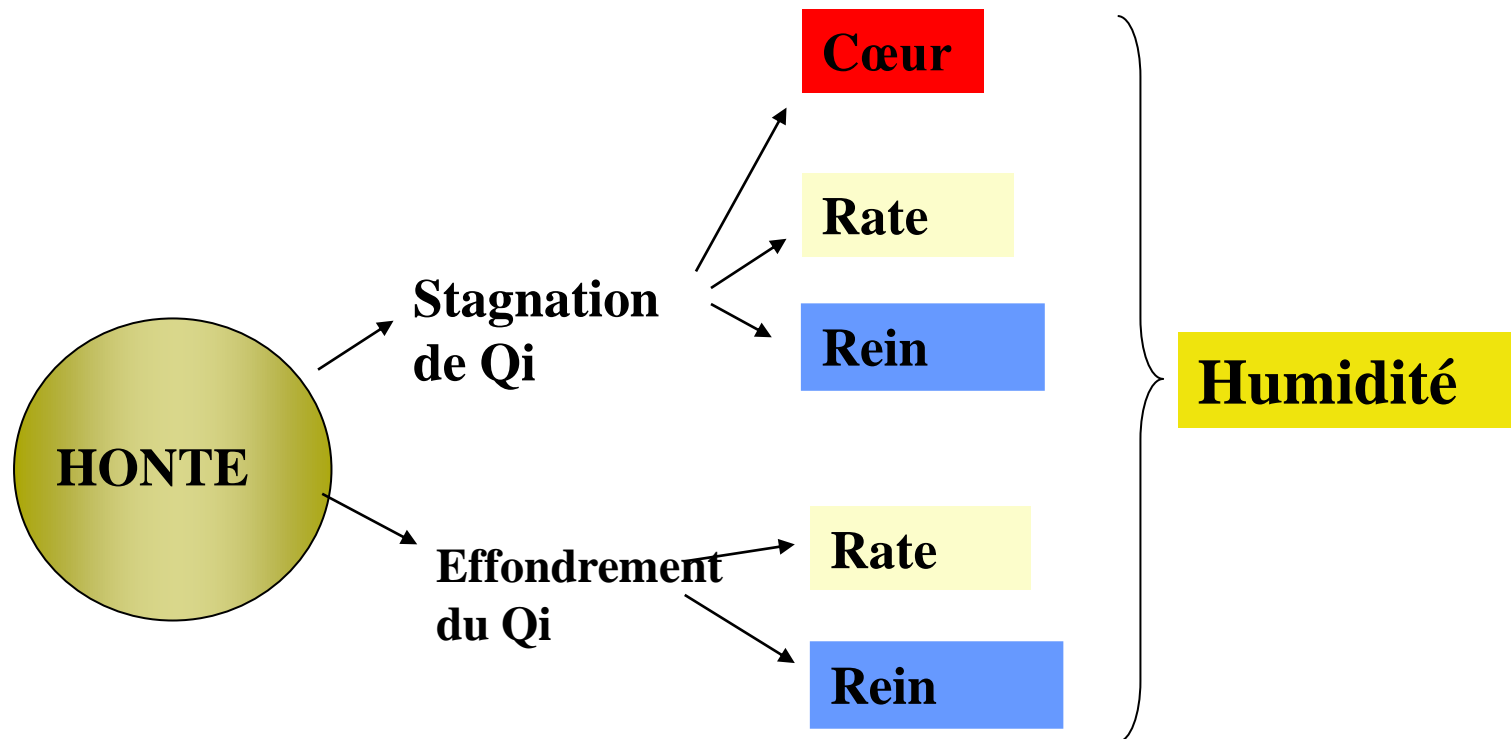 Cœur
Rate
Stagnation
de Qi
Rein
Humidité
HONTE
Rate
Effondrement
du Qi
Rein